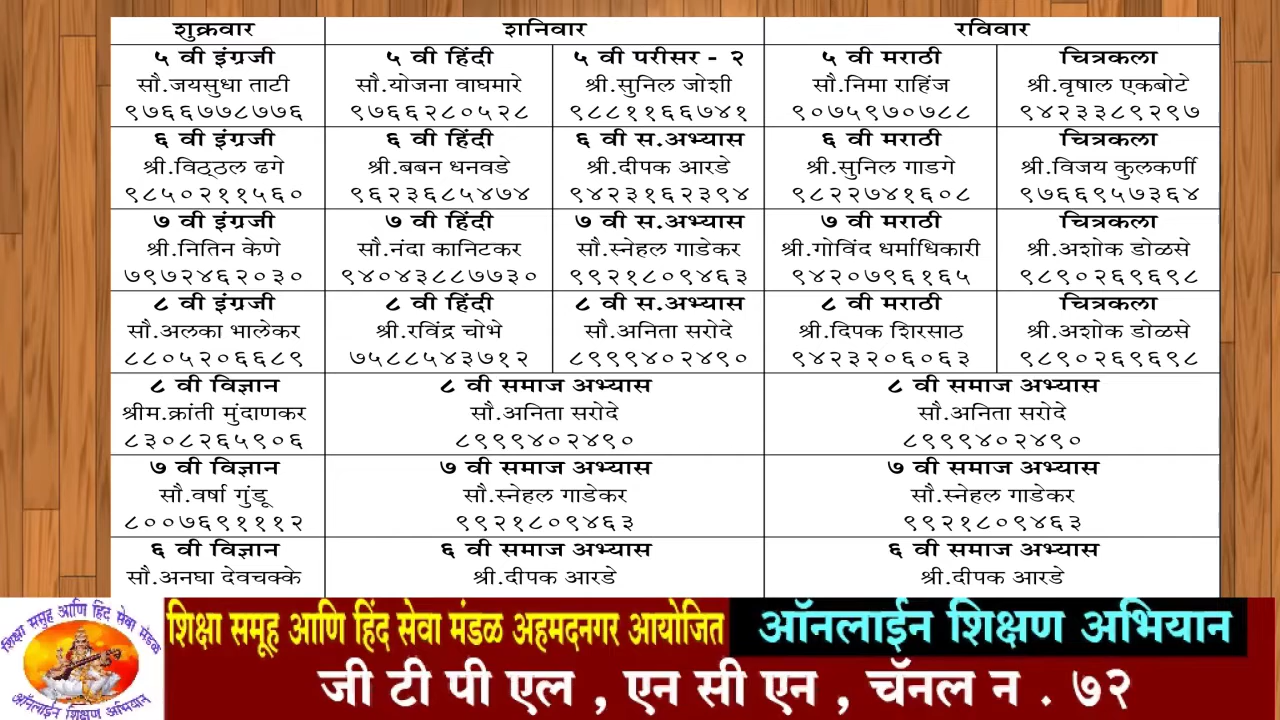 शुक्रवार शनिवार रविवार
५ वी इंग्रजी ५ वी हिंदी ५ वी परीसर - २ ५ वी मराठी चित्रकला
सौ.जयसुधा ताटी सौ.योजना वाघमारे श्री.सुनिल जोशी सौ.निमा राहिंज श्री.वृषाल एकबोटे
९७६६७७८७७६ ९७६६२८०५२८ ९८८११६६७४१ ९०७५९७०७८८ ९४२३३८९२९७
६ वी इंग्रजी ६ वी हिंदी ६ वी स.अभ्यास ६ वी मराठी चित्रकला
श्री.विठ्ठल ढगे श्री.बबन धनवडे श्री.दीपक आरडे श्री.सुनिल गाडगे श्री.विजय कुलकर्णी
९८५०२११५६० ९६२३६८५४७४ ९४२३१६२३९४ ९८२२७४१६०८ ९७६६९५७३६४
७ वी इंग्रजी ७ वी हिंदी ७ वी स.अभ्यास ७ वी मराठी चित्रकला
श्री.नितिन केणे सौ.नंदा कानिटकर सौ.स्नेहल गाडेकर श्री.गोविंद धर्माधिकारी श्री.अशोक डोळसे
७९७२४६२०३० ९४०४३८८७७३० ९९२१८०९४६३ ९४२०७९६१६५ ९८९०२६९६९८
८ वी इंग्रजी ८ वी हिंदी ८ वी स.अभ्यास ८ वी मराठी चित्रकला
सौ.अलका भालेकर श्री.रविंद्र चोभे सौ.अनिता सरोदे श्री.दिपक शिरसाठ श्री.अशोक डोळसे
८८०५२०६६८९ ७५८८५४३७१२ ८९९९४०२४९० ९४२३२०६०६३ ९८९०२६९६९८
८ वी विज्ञान ८ वी समाज अभ्यास ८ वी समाज अभ्यास
श्रीम.क्रांती मुंदाणकर सौ.अनिता सरोदे सौ.अनिता सरोदे
८३०८२६५९०६ ८९९९४०२४९० ८९९९४०२४९०
७ वी विज्ञान ७ वी समाज अभ्यास ७ वी समाज अभ्यास
सौ.वर्षा गुंडू सौ.स्नेहल गाडेकर सौ.स्नेहल गाडेकर
८००७६९१११२ ९९२१८०९४६३ ९९२१८०९४६३
६ वी विज्ञान ६ वी समाज अभ्यास ६ वी समाज अभ्यास
सौ.अनघा देवचक्के श्री.दीपक आरडे श्री.दीपक आरडे
शिक्षा समूह आणि हिंद सेवा मंडळ
ऑनलाईन शिक्षण अभियान
शिक्षा समूह आणि हिंद सेवा मंडळ अहमदनगर आयोजित ऑनलाईन शिक्षण अभियान
जी टी पी एल , एन सी एन , चॅनल न . ७२